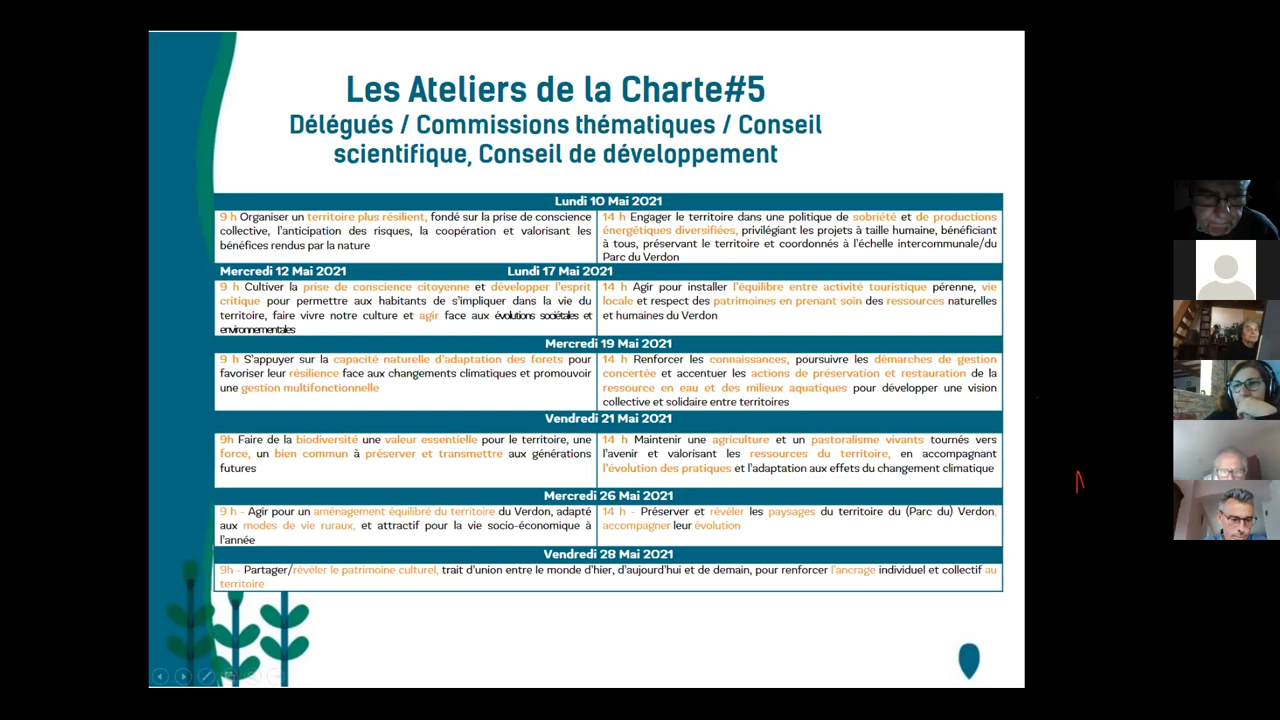 Les Ateliers de la Charte#5
Délégués / Commissions thématiques / Conseil
scientifique, Conseil de développement
Lundi 10 Mai 2021
9 h Organiser un territoire plus résilient, fondé sur la prise de conscience
collective, l'anticipation des risques, la coopération et valorisant les
bénéfices rendus par la nature
14 h Engager le territoire dans une politique de sobriété et de productions
énergétiques diversifiées, privilégiant les projets à taille humaine, bénéficiant
à tous, préservant le territoire et coordonnés à l'échelle intercommunale/du
Parc du Verdon
Mercredi 12 Mai 2021
Lundi 17 Mai 2021
9 h Cultiver la prise de conscience citoyenne et développer l'esprit
critique pour permettre aux habitants de s'impliquer dans la vie du
territoire, faire vivre notre culture et agir face aux évolutions sociétales et
environnementales
14 h Agir pour installer l'équilibre entre activité touristique pérenne, vie
locale et respect des patrimoines en prenant soin des ressources naturelles
et humaines du Verdon
Mercredi 19 Mai 2021
9 h S'appuyer sur la capacité naturelle d'adaptation des forets pour
favoriser leur résilience face aux changements climatiques et promouvoir
une gestion multifonctionnelle
14 h Renforcer les connaissances, poursuivre les démarches de gestion
concertée et accentuer les actions de préservation et restauration de la
ressource en eau et des milieux aquatiques pour développer une vision
collective et solidaire entre territoires
Vendredi 21 Mai 2021
9h Faire de la biodiversité une valeur essentielle pour le territoire, une
force, un bien commun à préserver et transmettre aux générations
futures
14 h Maintenir une agriculture et un pastoralisme vivants tournés vers
l'avenir et valorisant les ressources du territoire, en accompagnant
l'évolution des pratiques et l'adaptation aux effets du changement climatique
Mercredi 26 Mai 2021
9 h - Agir pour un aménagement équilibré du territoire du Verdon, adapté
aux modes de vie ruraux, et attractif pour la vie socio-économique à
l'année
14 h - Préserver et révéler les paysages du territoire du (Parc du) Verdon,
accompagner leur évolution
Vendredi 28 Mai 2021
9h - Partager/révéler le patrimoine culturel, trait d'union entre le monde d'hier, d'aujourd'hui et de demain, pour renforcer l'ancrage individuel et collectif au
territoire